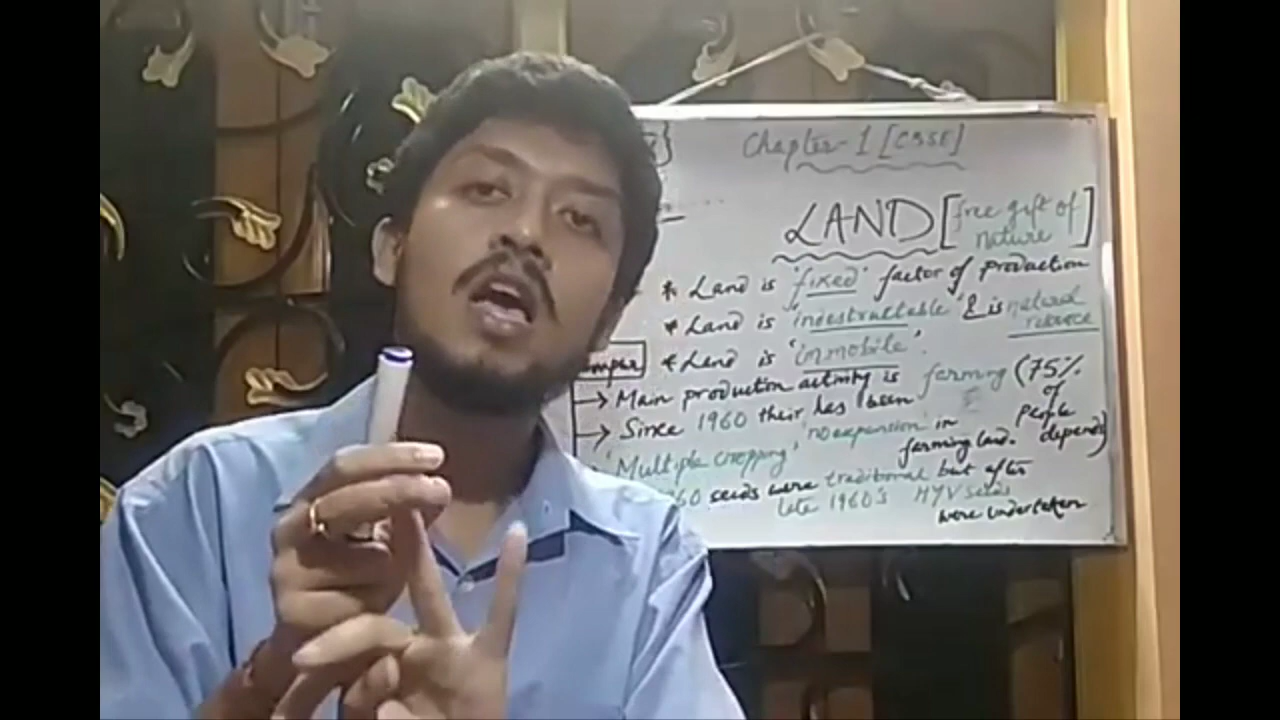 Chapter-1 [CBSE]
LAND [free gift of nature]
* Land is 'fixed' factor of production
* Land is 'indestructable' & is natural
* Land is 'immobile'.
→ Main production activity is farming (75% of people depends)
→ Since 1960 their has been 'no expansion' in farming land.
'Multiple cropping'
60 seeds were traditional but after
late 1960's HYV seeds
were undertaken